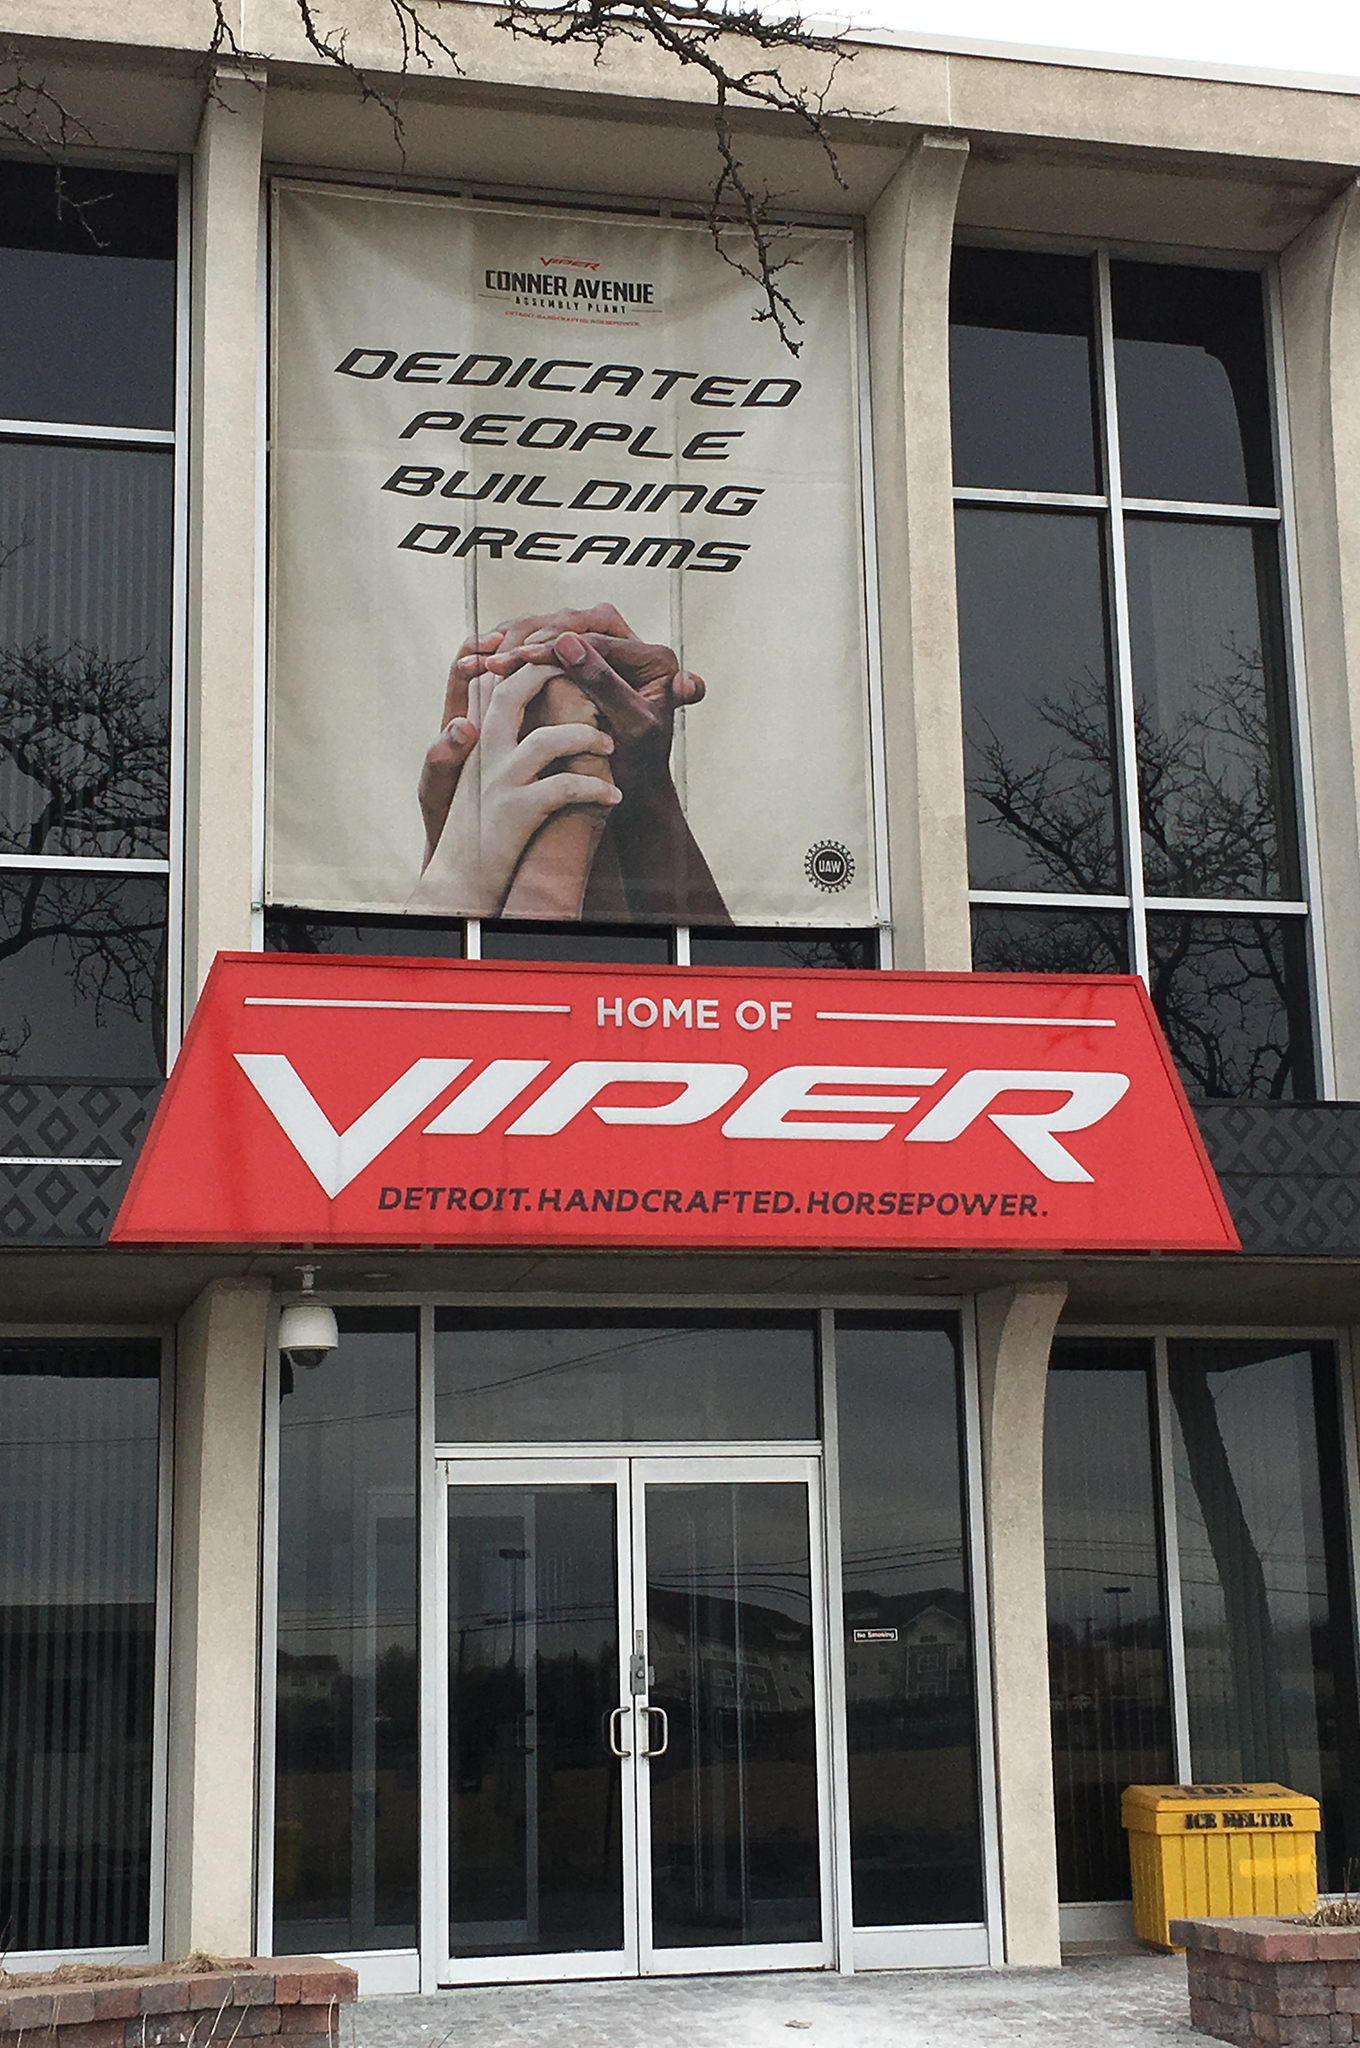 VIPER
CONNER AVENUE
ASSEMBLY PLANT
DETROIT.HANDCRAFTED.HORSEPOWER.
DEDICATED
PEOPLE
BUILDING
DREAMS
UAW
HOME OF
VIPER
DETROIT.HANDCRAFTED.HORSEPOWER.
No Smoking
ICE MELTER